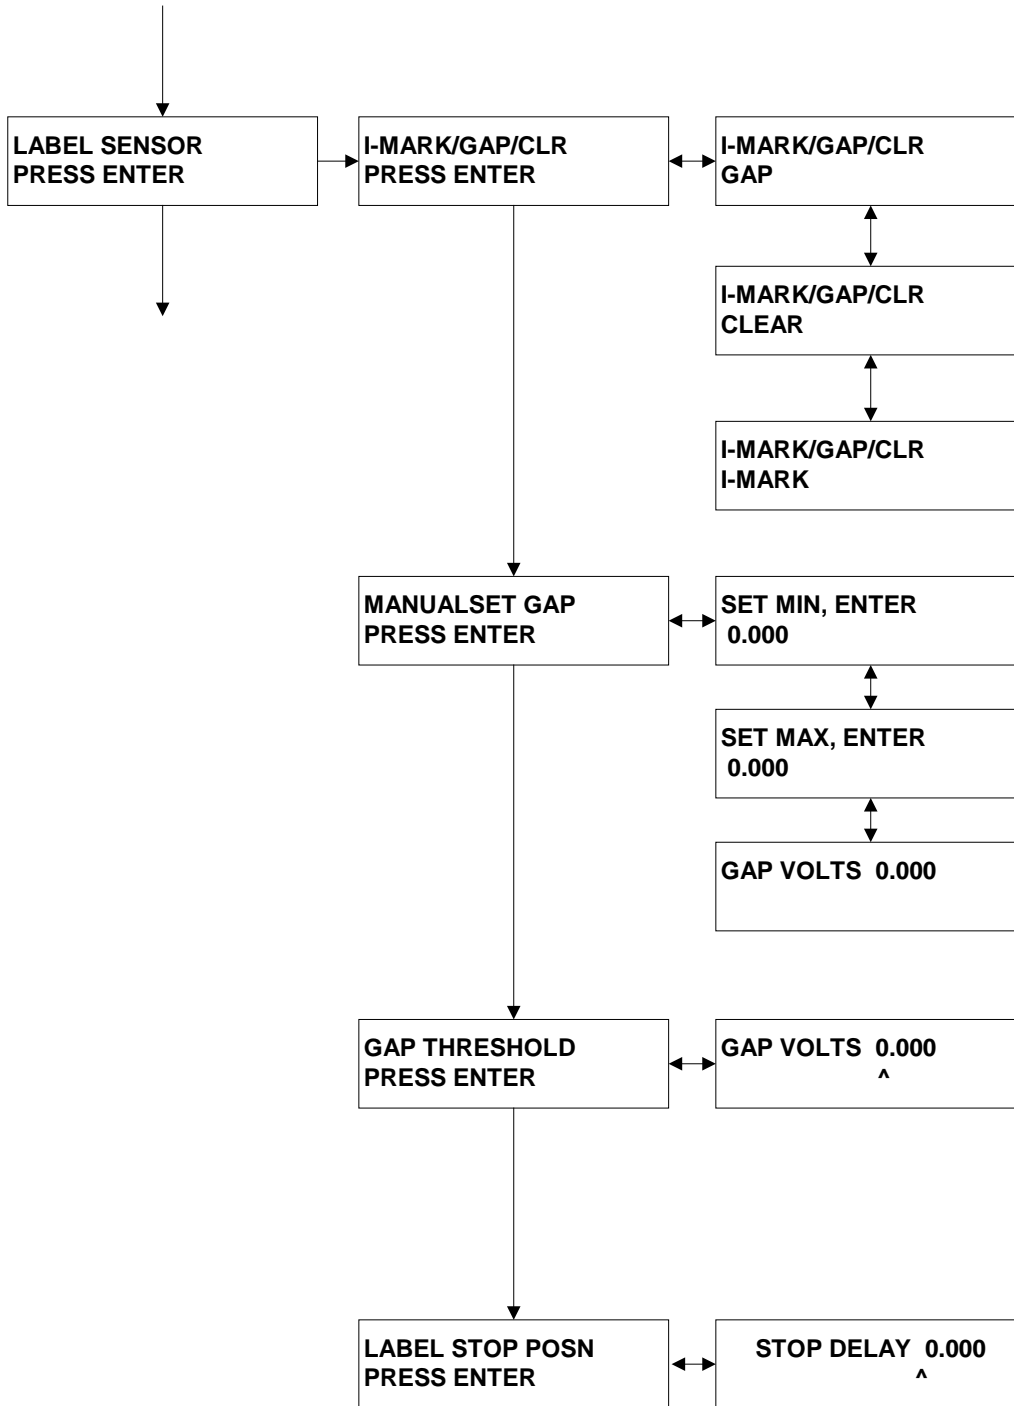 LABEL SENSOR
PRESS ENTER
I-MARK/GAP/CLR
PRESS ENTER
I-MARK/GAP/CLR
GAP
I-MARK/GAP/CLR
CLEAR
I-MARK/GAP/CLR
I-MARK
MANUALSET GAP
PRESS ENTER
SET MIN, ENTER
0.000
SET MAX, ENTER
0.000
GAP VOLTS 0.000
GAP THRESHOLD
PRESS ENTER
GAP VOLTS 0.000
^
LABEL STOP POSN
PRESS ENTER
STOP DELAY 0.000
^